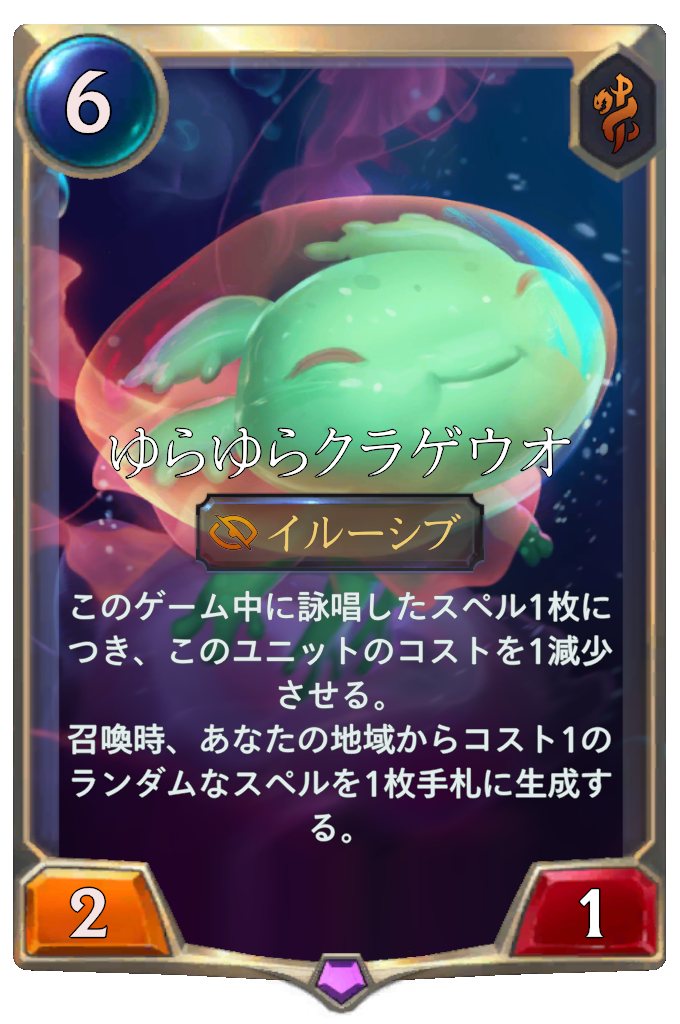 6
ゆらゆらクラゲウオ
イルーシブ
このゲーム中に詠唱したスペル1枚に
つき、このユニットのコストを1減少
させる。
召喚時、あなたの地域からコスト1の
ランダムなスペルを1枚手札に生成す
る。
2
1